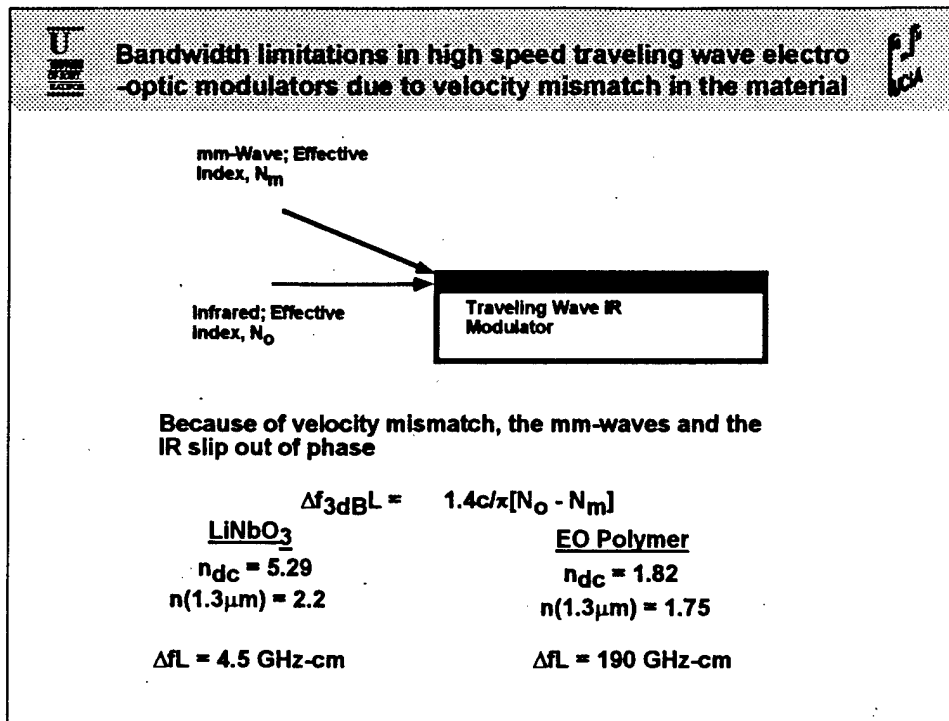 U
Bandwidth limitations in high speed traveling wave electro
-optic modulators due to velocity mismatch in the material
mm-Wave; Effective
Index, Nm
Infrared; Effective
Index, No
Traveling Wave IR
Modulator
Because of velocity mismatch, the mm-waves and the
IR slip out of phase
Δf3dBL = 1.4c/π[No - Nm]
LiNbO3
ndc = 5.29
n(1.3μm) = 2.2
ΔfL = 4.5 GHz-cm
EO Polymer
ndc = 1.82
n(1.3μm) = 1.75
ΔfL = 190 GHz-cm